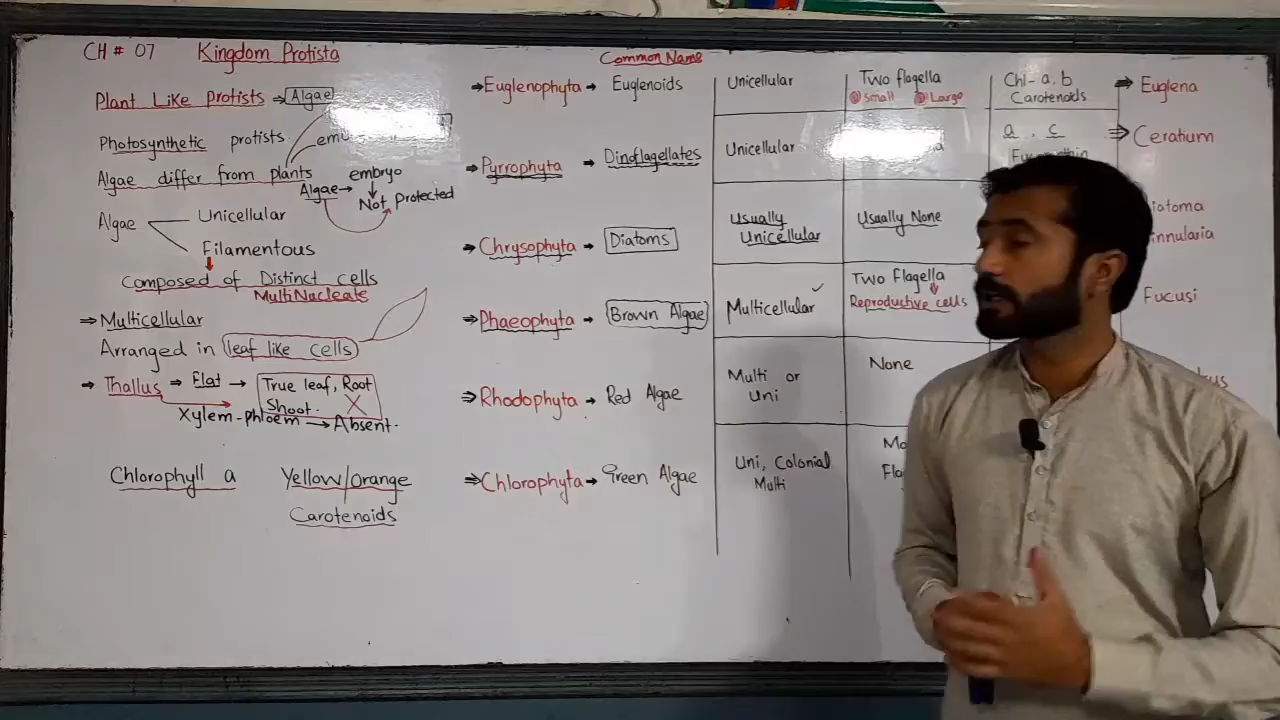 CH # 07 Kingdom Protista
Plant Like Protists ⇒ Algae
Photosynthetic protists
Algae differ from plants
embryo
Algae → Not Protected
Algae
Unicellular
Filamentous
Composed of Distinct cells
MultiNucleate
⇒ Multicellular
Arranged in leaf like cells
⇒ Thallus ⇒ Flat → True leaf, Root
Shoot. X
Xylem-phloem → Absent.
Chlorophyll a Yellow/orange
Carotenoids
Common Name
⇒ Euglenophyta → Euglenoids
⇒ Pyrrophyta → Dinoflagellates
⇒ Chrysophyta → Diatoms
⇒ Phaeophyta → Brown Algae
⇒ Rhodophyta → Red Algae
⇒ Chlorophyta → Green Algae
Unicellular
Unicellular
Usually
Unicellular
Multicellular ✓
Multi or
Uni
Uni, Colonial
Multi
Two flagella
Small Large
Usually None
Two Flagella
Reproductive cells
None
Chl- a, b
Carotenoids
a , c
⇒ Euglena
⇒ Ceratium
Fucusi